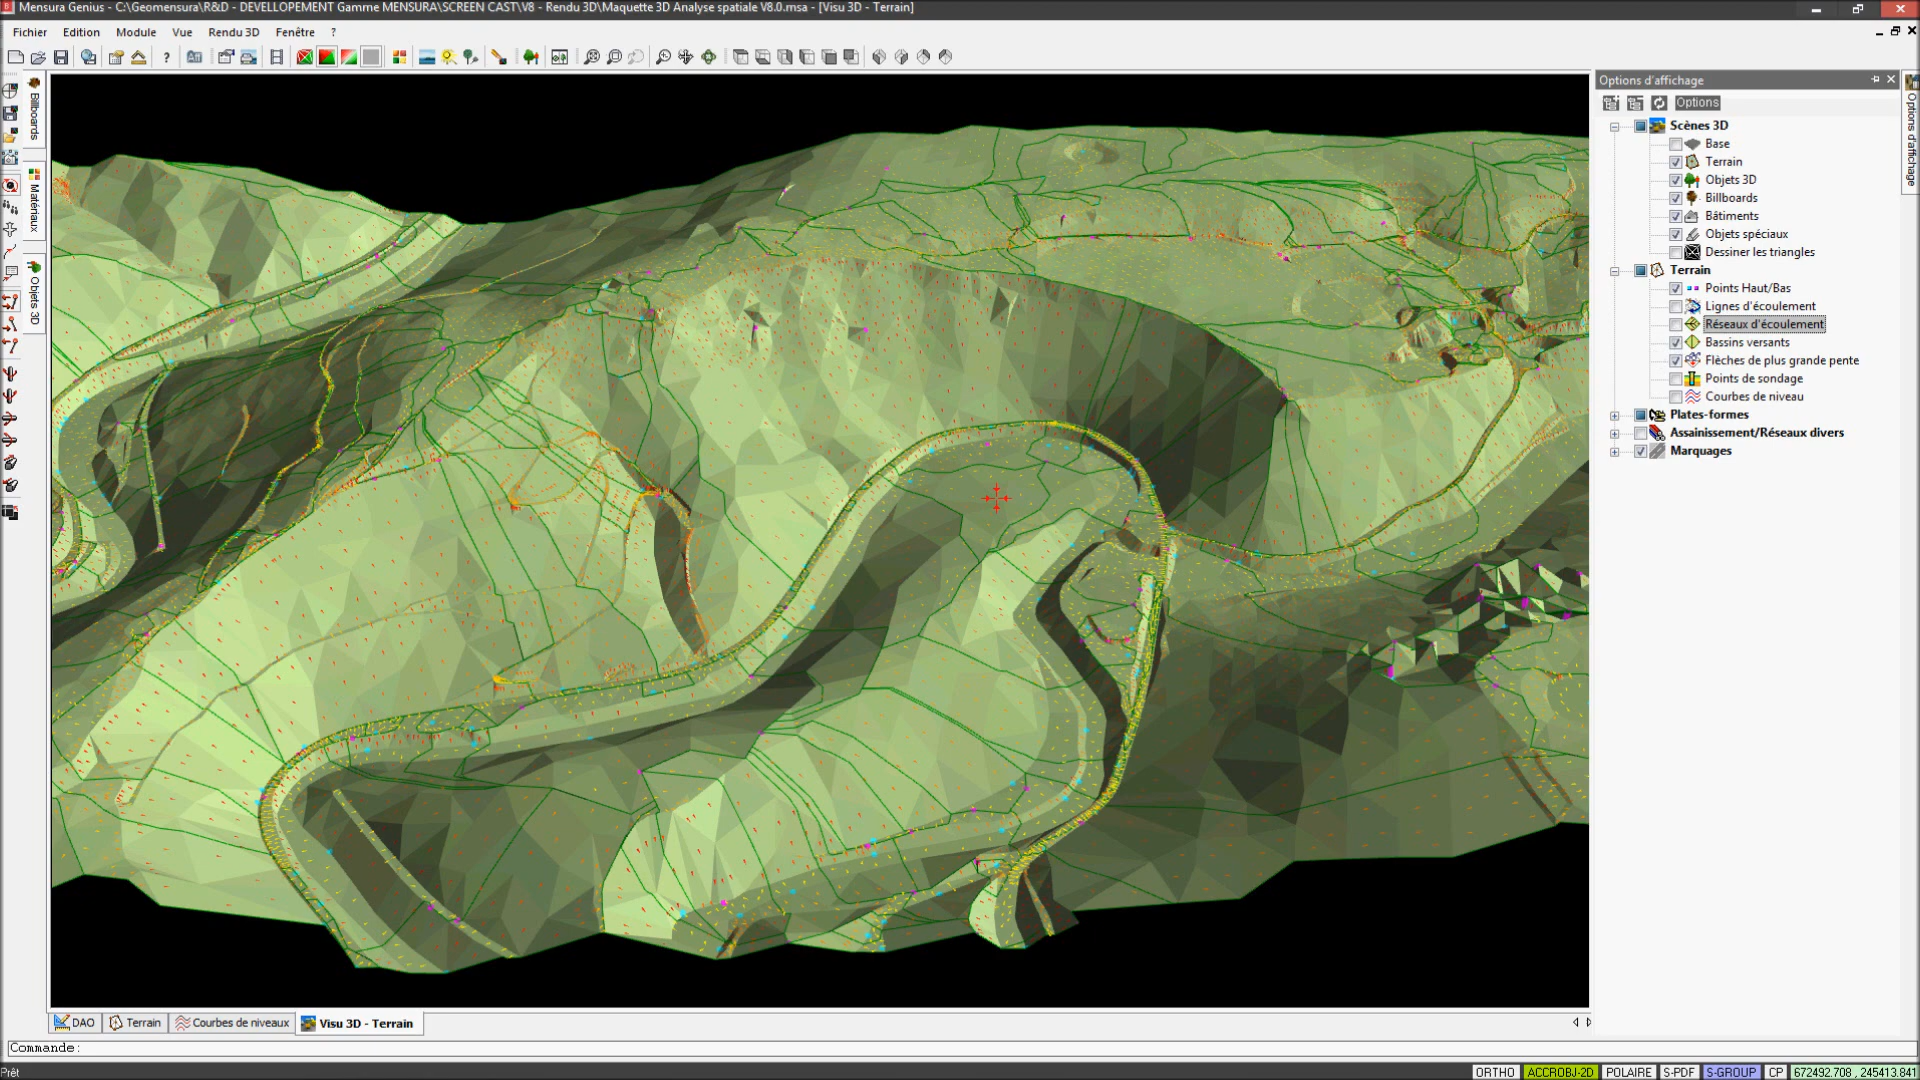 Mensura Genius - C:\Geomensura\R&D - DEVELLOPEMENT Gamme MENSURA\SCREEN CAST\V8 - Rendu 3D\Maquette 3D Analyse spatiale V8.0.msa - [Visu 3D - Terrain]
Fichier Edition Module Vue Rendu 3D Fenêtre ?
Billboards
Matériaux
Objets 3D
Options d'affichage
Options
Scènes 3D
Base
Terrain
Objets 3D
Billboards
Bâtiments
Objets spéciaux
Dessiner les triangles
Terrain
Points Haut/Bas
Lignes d'écoulement
Réseaux d'écoulement
Bassins versants
Flèches de plus grande pente
Points de sondage
Courbes de niveau
Plates-formes
Assainissement/Réseaux divers
Marquages
Options d'affichage
DAO Terrain Courbes de niveaux Visu 3D - Terrain
Commande:
Prêt ORTHO ACCROBJ-2D POLAIRE S-PDF S-GROUP CP 672492.708 , 245413.841